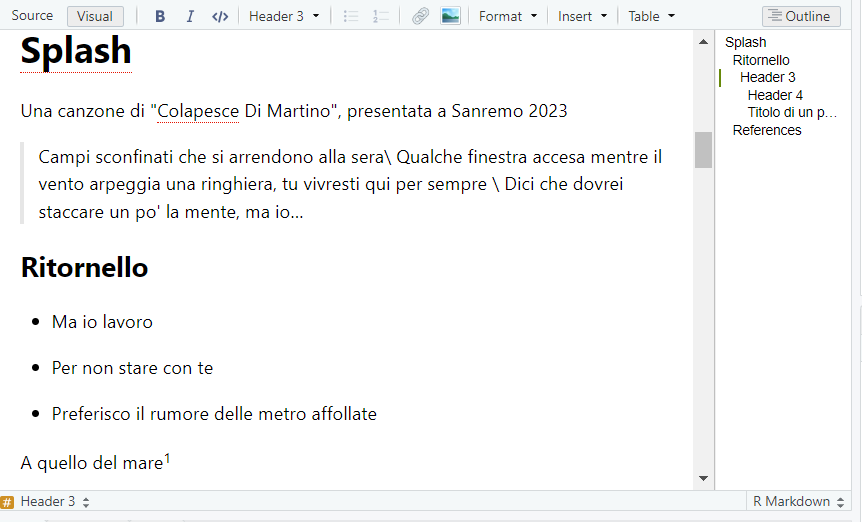 Source Visual B I </> Header 3 Format Insert Table Outline
Splash
Una canzone di "Colapesce Di Martino", presentata a Sanremo 2023
Campi sconfinati che si arrendono alla sera\ Qualche finestra accesa mentre il
vento arpeggia una ringhiera, tu vivresti qui per sempre \ Dici che dovrei
staccare un po' la mente, ma io...
Ritornello
• Ma io lavoro
• Per non stare con te
• Preferisco il rumore delle metro affollate
A quello del mare¹
Splash
Ritornello
Header 3
Header 4
Titolo di un p...
References
# Header 3 R Markdown